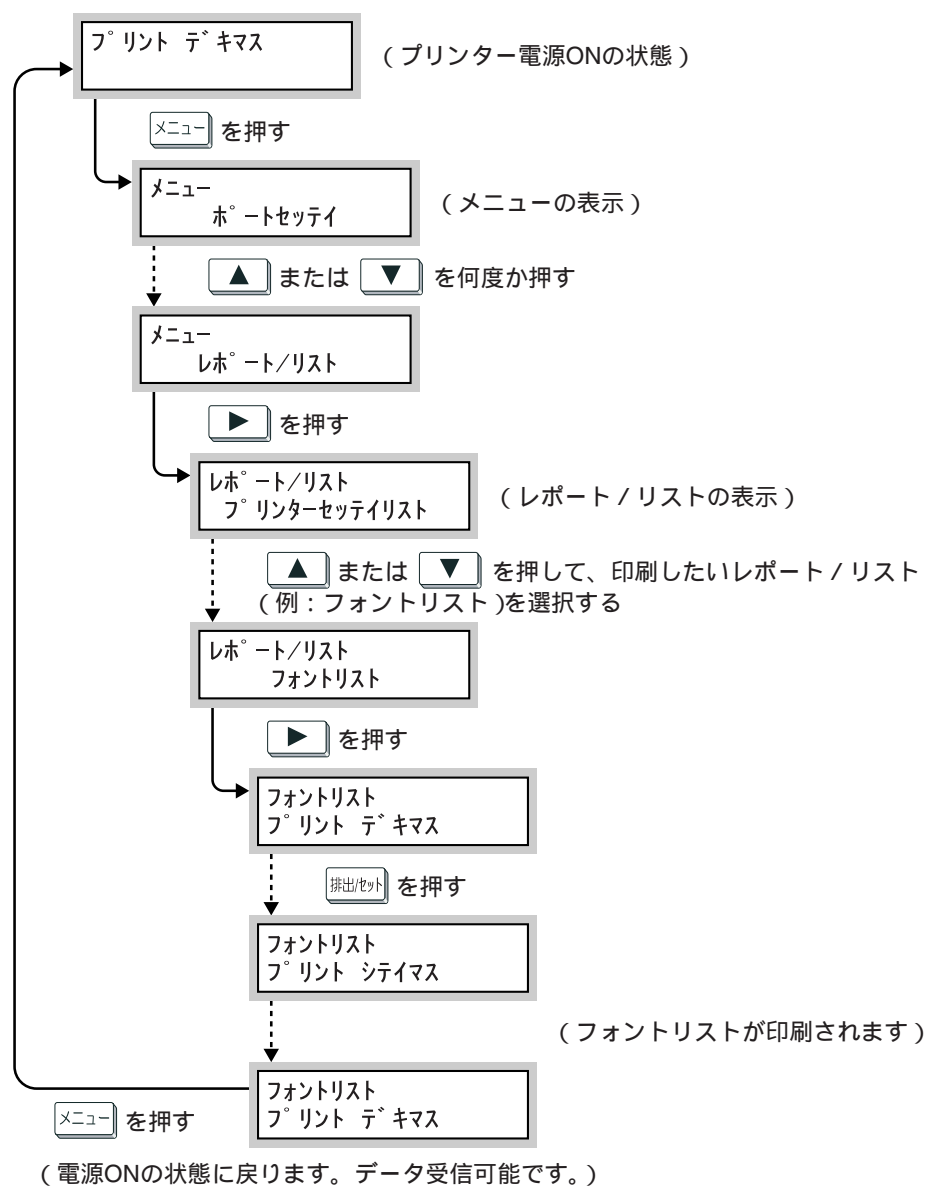 プリント デキマス
(プリンター電源ONの状態)
メニュー を押す
メニュー
ポートセッテイ
(メニューの表示)
▲ または ▼ を何度か押す
メニュー
レポート/リスト
▶ を押す
レポート/リスト
プリンターセッテイリスト
(レポート/リストの表示)
▲ または ▼ を押して、印刷したいレポート/リスト
(例:フォントリスト)を選択する
レポート/リスト
フォントリスト
▶ を押す
フォントリスト
プリント デキマス
排出/セット を押す
フォントリスト
プリント シテイマス
(フォントリストが印刷されます)
フォントリスト
プリント デキマス
メニュー を押す
(電源ONの状態に戻ります。データ受信可能です。)